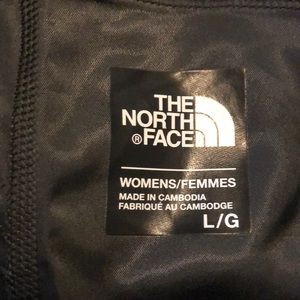 THE
NORTH
® FACE
WOMENS/FEMMES
MADE IN CAMBODIA
FABRIQUÉ AU CAMBODGE
L/G